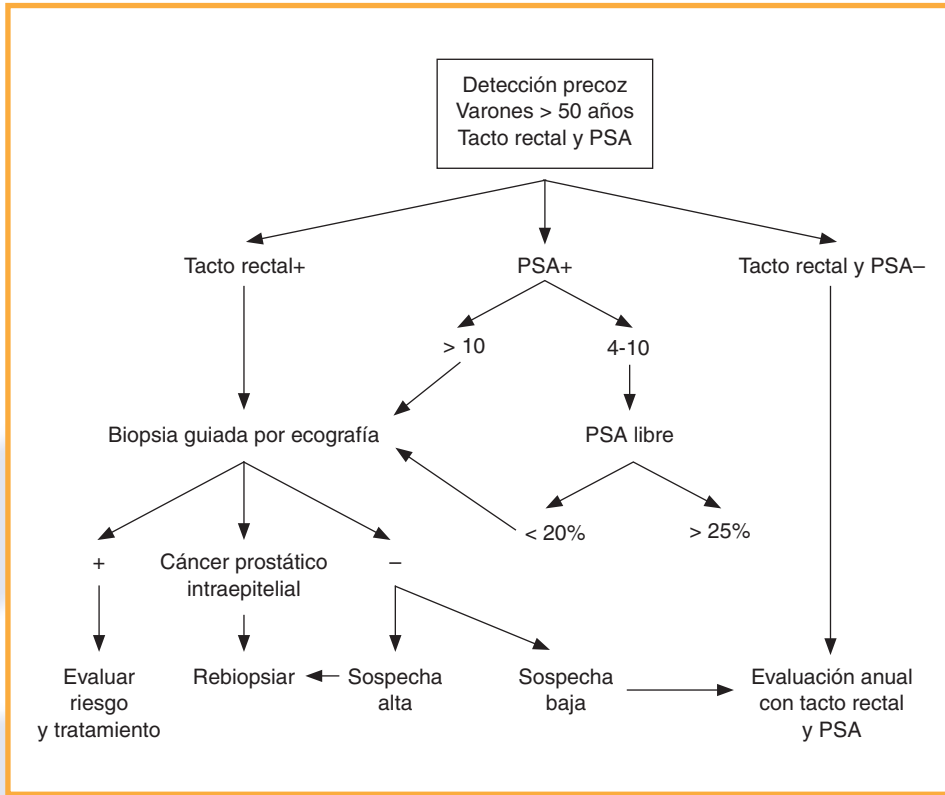 Detección precoz
Varones > 50 años
Tacto rectal y PSA
Tacto rectal+
PSA+
Tacto rectal y PSA–
> 10
4-10
Biopsia guiada por ecografía
PSA libre
< 20%
> 25%
+
Cáncer prostático
intraepitelial
–
Evaluar
riesgo
y tratamiento
Rebiopsiar
Sospecha
alta
Sospecha
baja
Evaluación anual
con tacto rectal
y PSA